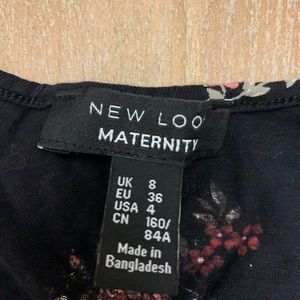 NEW LOO
MATERNITY
UK 8
EU 36
USA 4
CN 160/
84A
Made in
Bangladesh